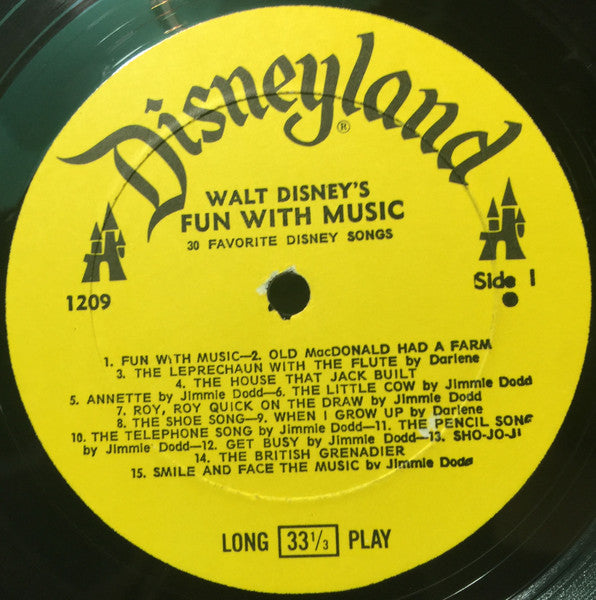 Disneyland
®
WALT DISNEY'S
FUN WITH MUSIC
30 FAVORITE DISNEY SONGS
1209
Side 1
1. FUN WITH MUSIC—2. OLD MacDONALD HAD A FARM
3. THE LEPRECHAUN WITH THE FLUTE by Darlene
4. THE HOUSE THAT JACK BUILT
5. ANNETTE by Jimmie Dodd—6. THE LITTLE COW by Jimmie Dodd
7. ROY, ROY QUICK ON THE DRAW by Jimmie Dodd
8. THE SHOE SONG—9. WHEN I GROW UP by Darlene
10. THE TELEPHONE SONG by Jimmie Dodd—11. THE PENCIL SONG
by Jimmie Dodd—12. GET BUSY by Jimmie Dodd—13. SHO-JO-JI
14. THE BRITISH GRENADIER
15. SMILE AND FACE THE MUSIC by Jimmie Dodd
LONG 33⅓ PLAY